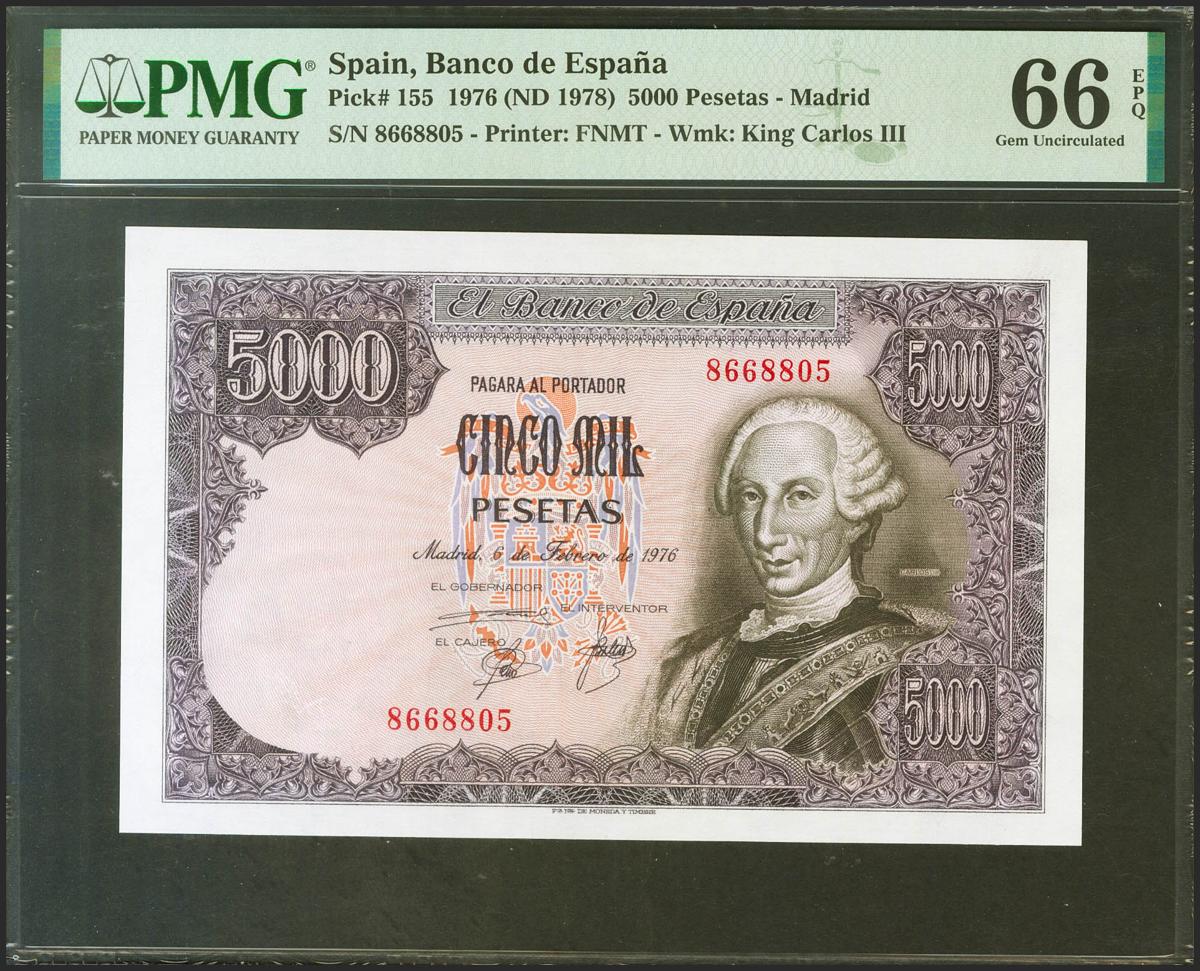 PMG®
PAPER MONEY GUARANTY
Spain, Banco de España
Pick# 155 1976 (ND 1978) 5000 Pesetas - Madrid
S/N 8668805 - Printer: FNMT - Wmk: King Carlos III
66
EPQ
Gem Uncirculated
El Banco de España
5000
5000
8668805
PAGARA AL PORTADOR
CINCO MIL
PESETAS
Madrid, 6 de Febrero de 1976
CARLOS III
EL GOBERNADOR
EL INTERVENTOR
EL CAJERO
5000
8668805